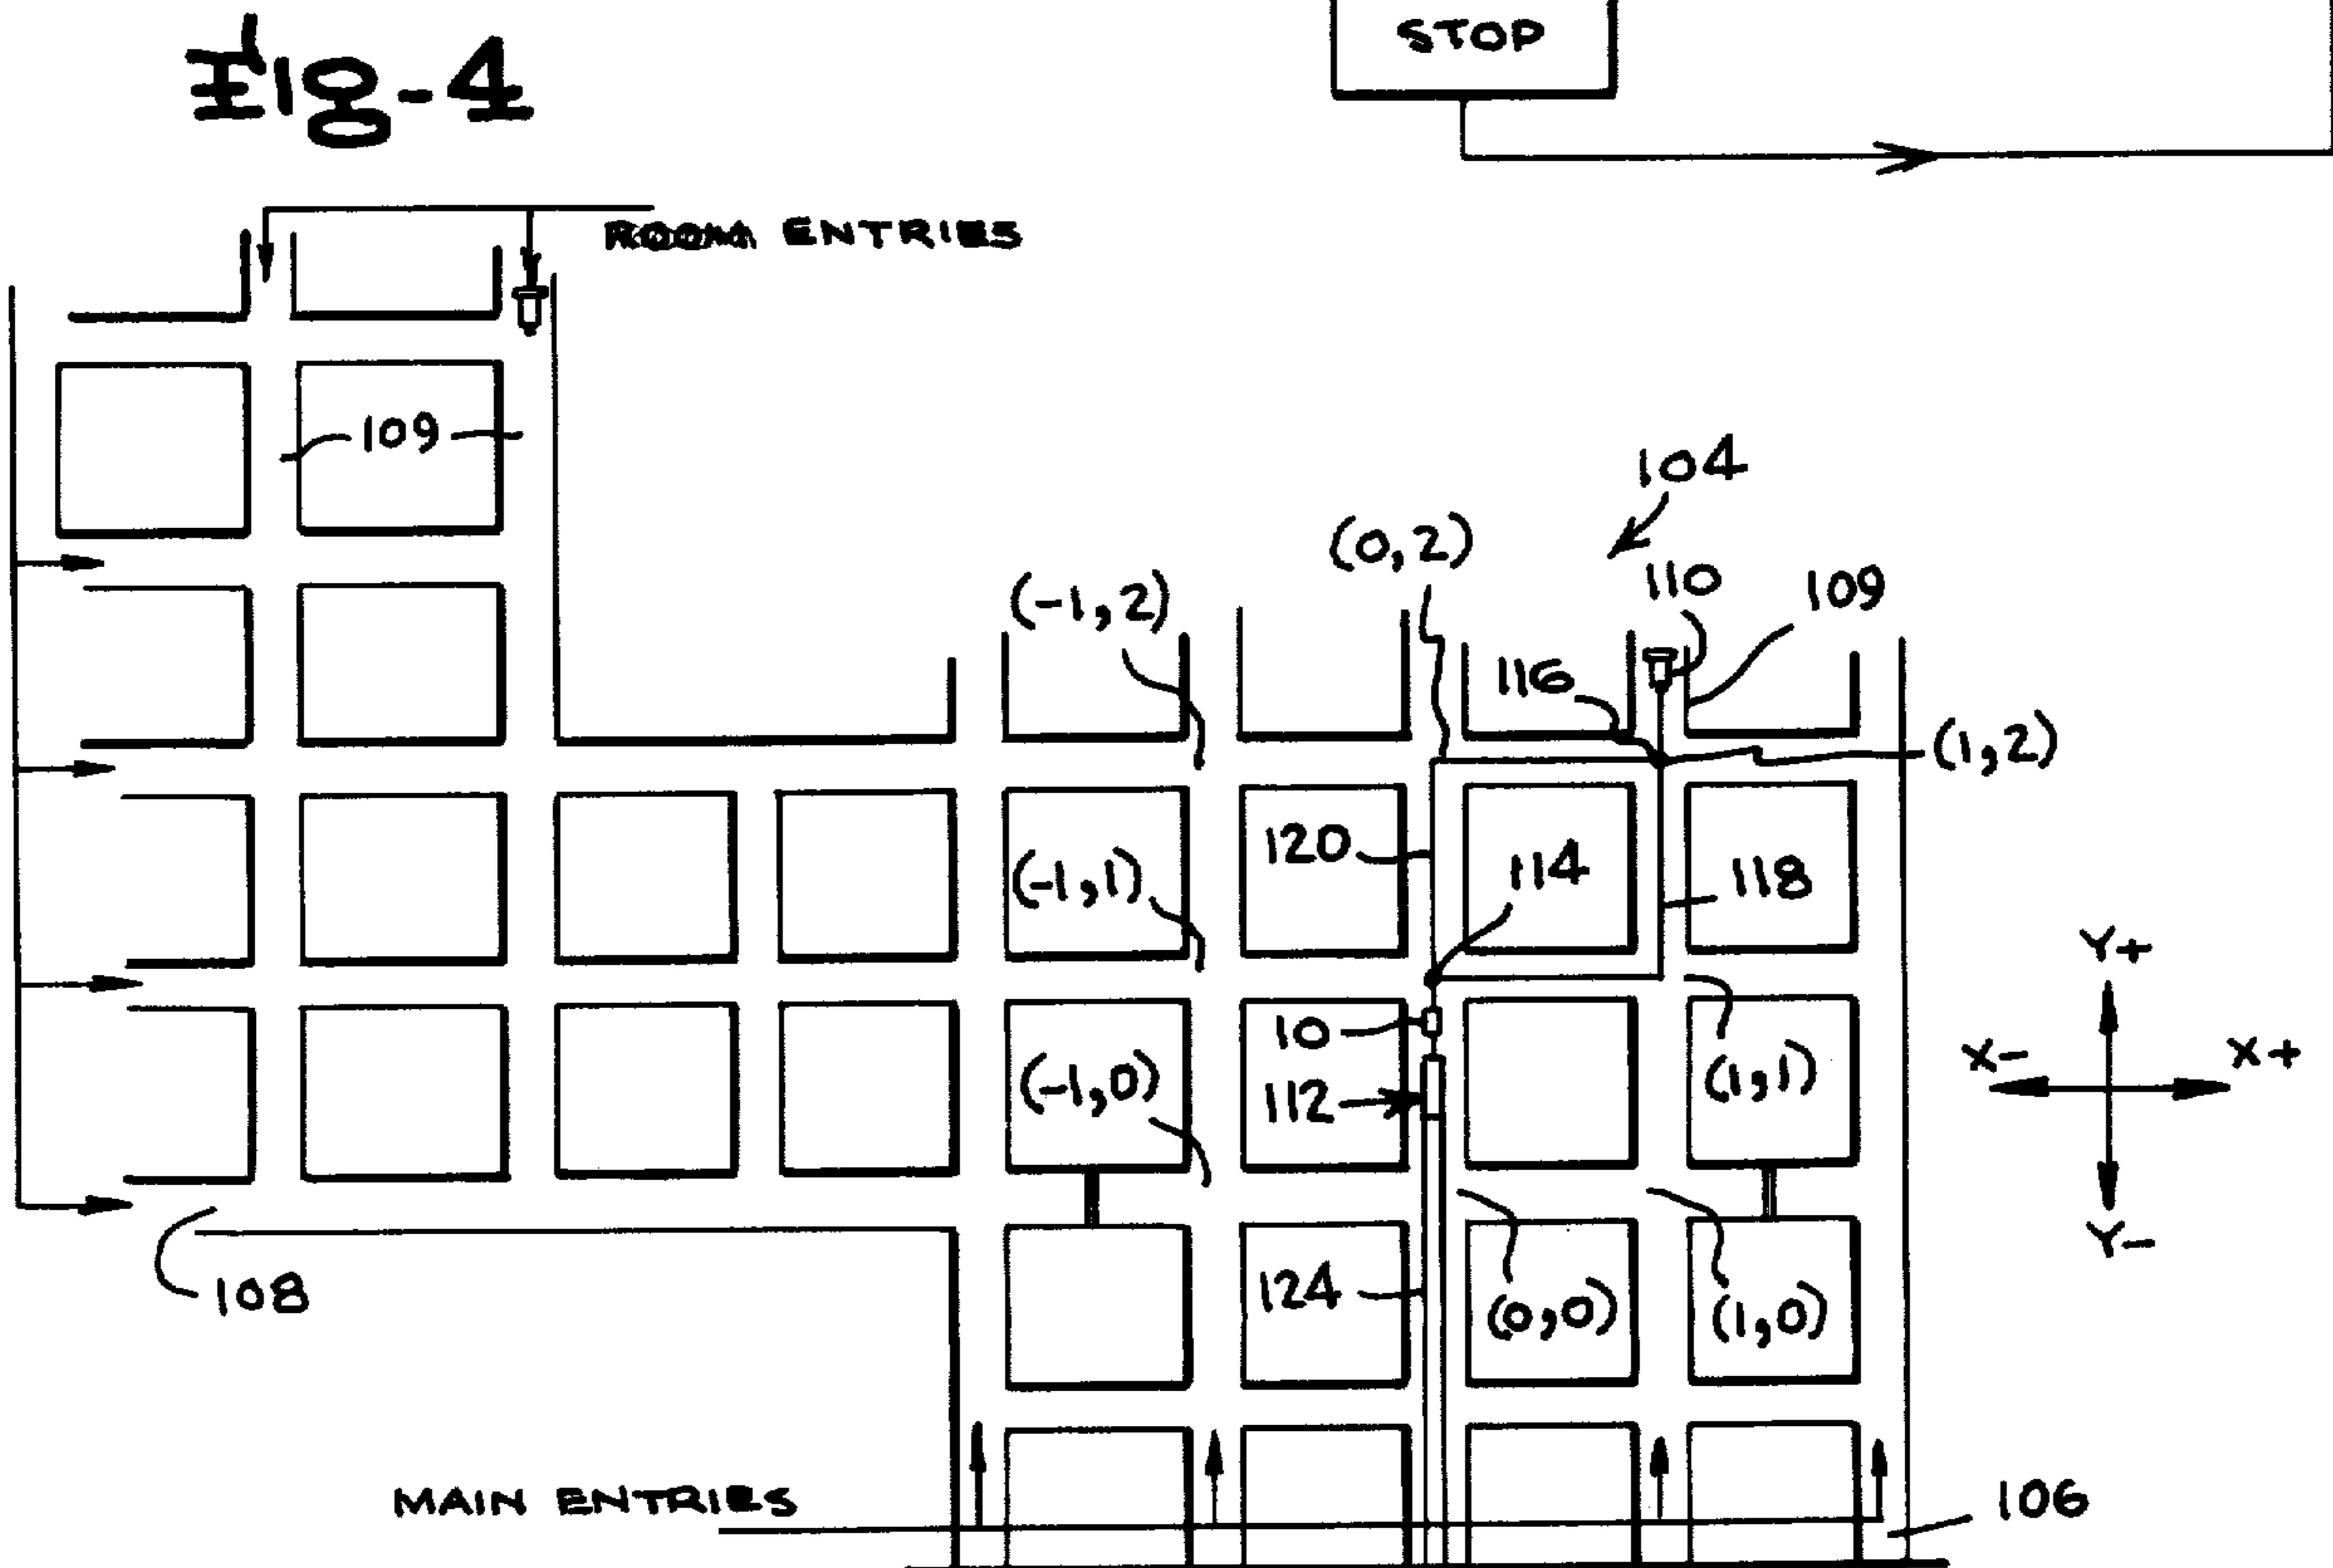 Fig-4
STOP
ROOM ENTRIES
109
104
(0,2)
(-1,2)
110
109
116
(1,2)
120
114
118
(-1,1)
Y+
10
X-
X+
(-1,0)
112
(1,1)
Y-
108
124
(0,0)
(1,0)
MAIN ENTRIES
106